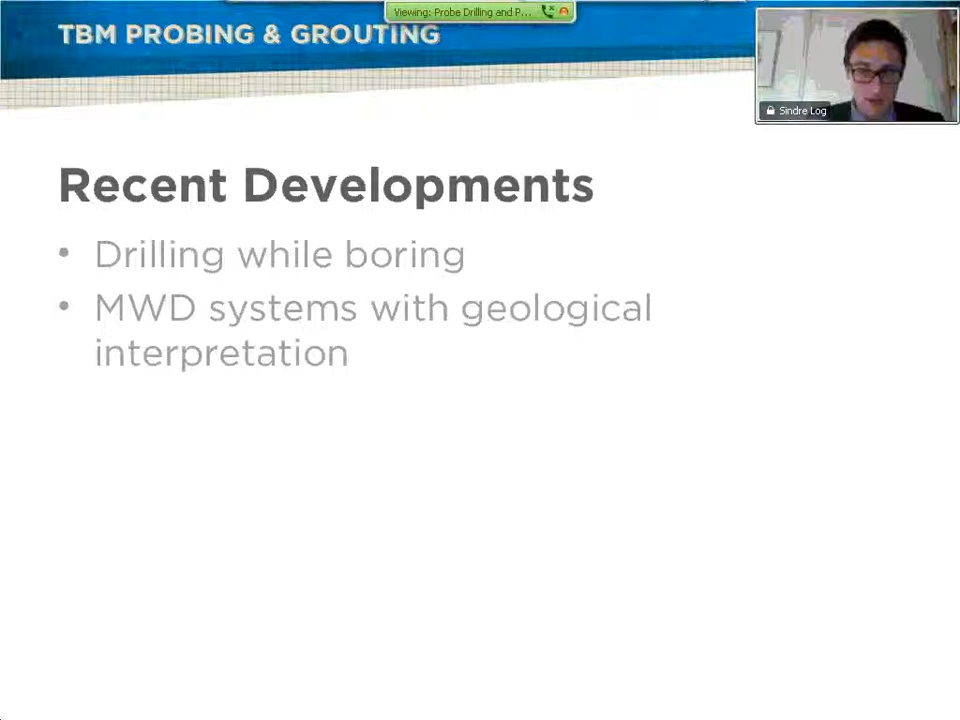 Viewing: Probe Drilling and P...
TBM PROBING & GROUTING
Sindre Log
Recent Developments
• Drilling while boring
• MWD systems with geological
interpretation